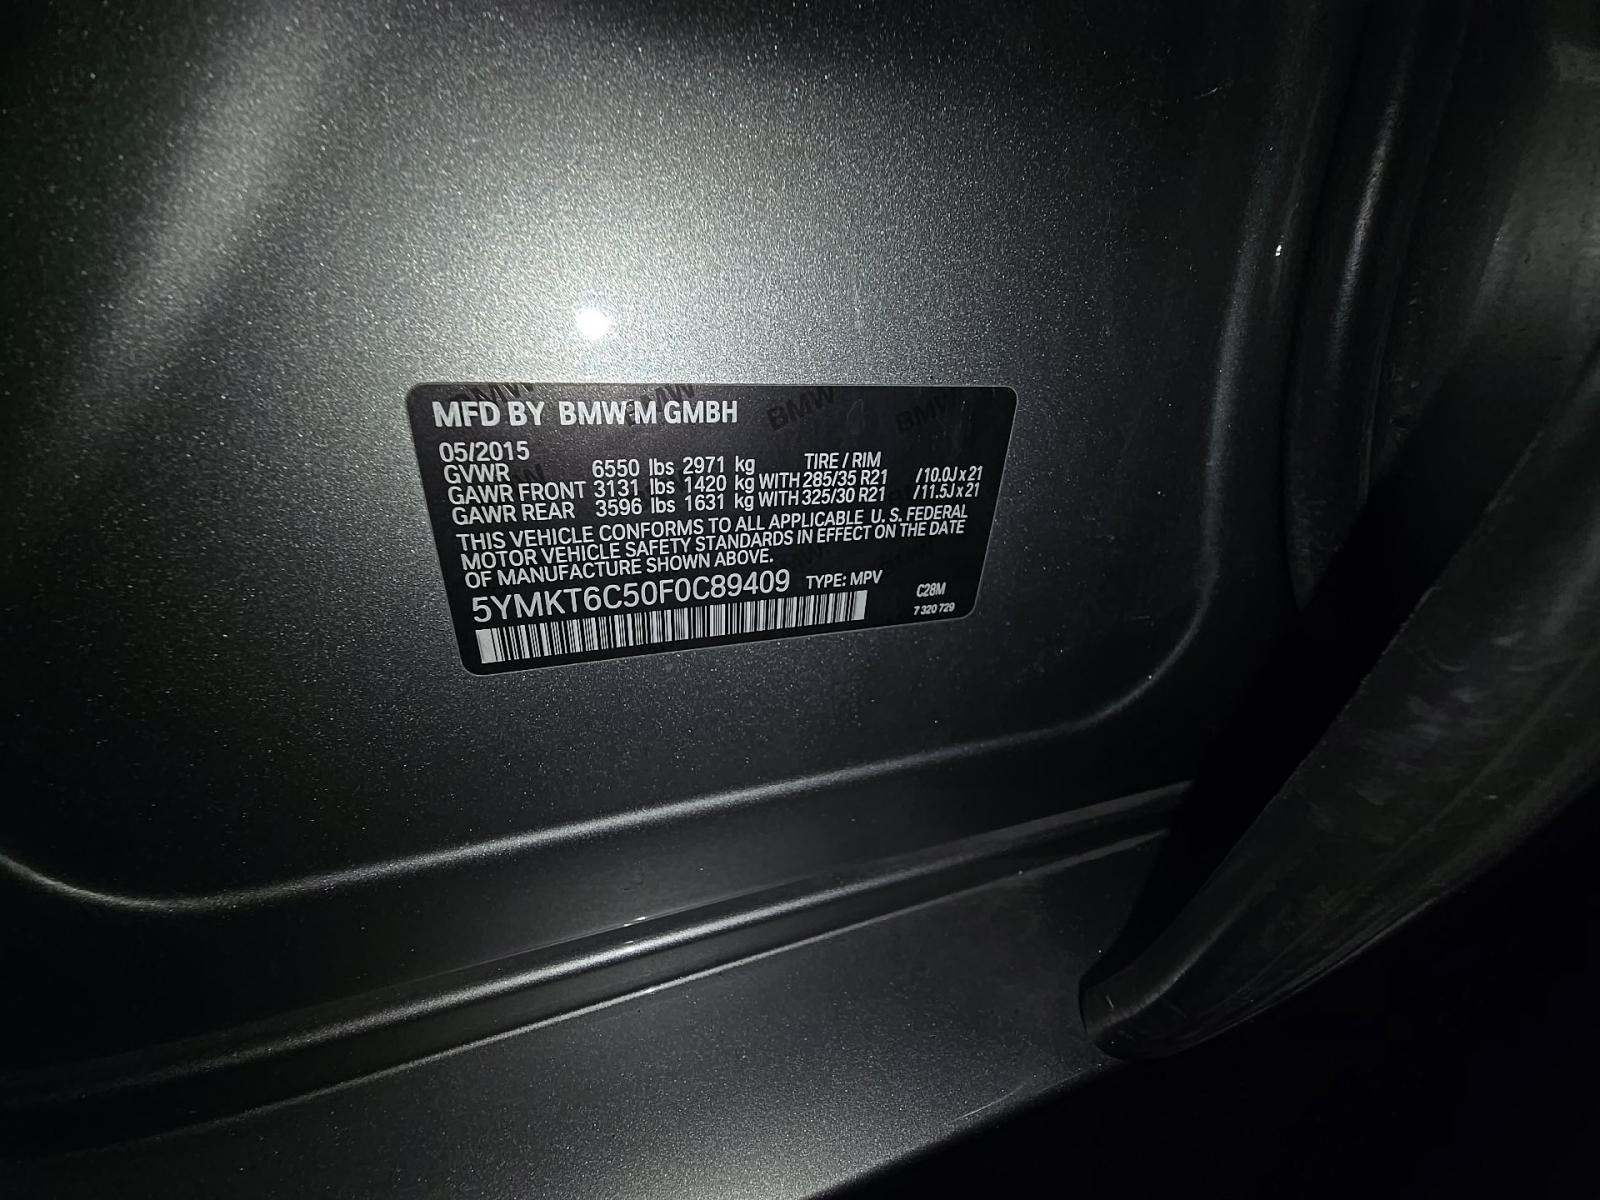 MFD BY BMW M GMBH
05/2015
GVWR 6550 lbs 2971 kg TIRE / RIM
GAWR FRONT 3131 lbs 1420 kg WITH 285/35 R21 / 10.0J x 21
GAWR REAR 3596 lbs 1631 kg WITH 325/30 R21 / 11.5J x 21
THIS VEHICLE CONFORMS TO ALL APPLICABLE U. S. FEDERAL
MOTOR VEHICLE SAFETY STANDARDS IN EFFECT ON THE DATE
OF MANUFACTURE SHOWN ABOVE.
5YMKT6C50F0C89409 TYPE: MPV C28M
7 320 729